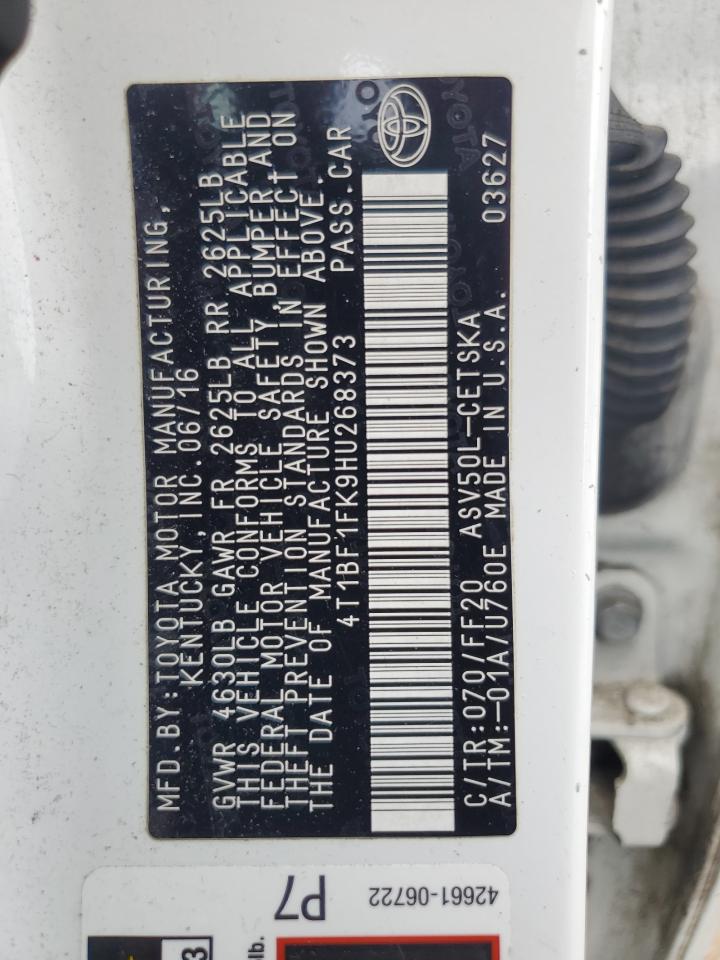 MFD.BY:TOYOTA MOTOR MANUFACTURING,
KENTUCKY, INC.06/16
GVWR 4630LB GAWR FR 2625LB RR 2625LB
THIS VEHICLE CONFORMS TO ALL APPLICABLE
FEDERAL MOTOR VEHICLE SAFETY, BUMPER, AND
THEFT PREVENTION STANDARDS IN EFFECT ON
THE DATE OF MANUFACTURE SHOWN ABOVE.
4T1BF1FK9HU268373 PASS.CAR
C/TR:070/FF20 ASV50L-CETSKA 03627
A/TM:-01A/U760E MADE IN U.S.A.
TOYOTA
42661-06722
P7
3
lb.